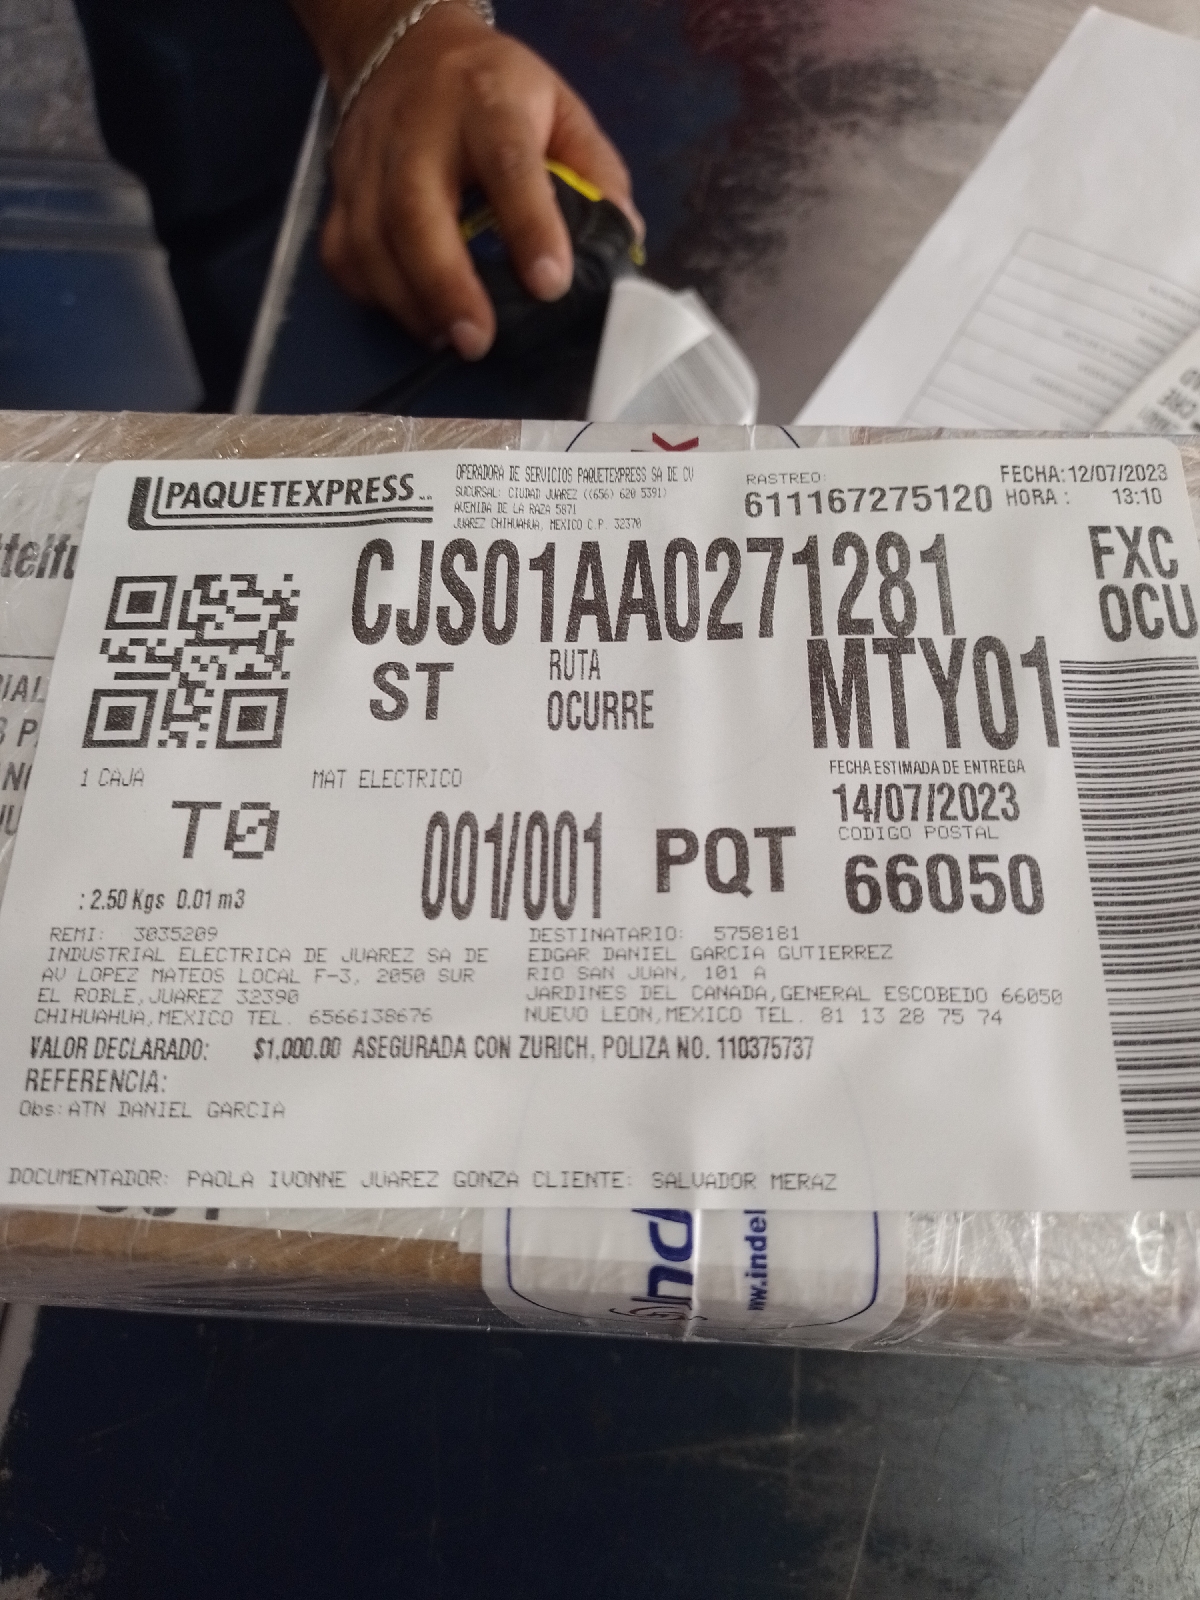 PAQUETEXPRESS
OPERADORA DE SERVICIOS PAQUETEXPRESS SA DE CV
SUCURSAL: CIUDAD JUAREZ ((656) 620 5391)
AVENIDA DE LA RAZA 5871
JUAREZ CHIHUAHUA, MEXICO C.P. 32370
RASTREO:
611167275120
FECHA:12/07/2023
HORA: 13:10
CJS01AA0271281
FXC
OCU
ST
RUTA
OCURRE
MTY01
FECHA ESTIMADA DE ENTREGA
14/07/2023
1 CAJA
MAT ELECTRICO
T0
001/001
PQT
CODIGO POSTAL
66050
: 2.50 Kgs 0.01 m3
REMI: 3035209
INDUSTRIAL ELECTRICA DE JUAREZ SA DE
AV LOPEZ MATEOS LOCAL F-3, 2050 SUR
EL ROBLE,JUAREZ 32390
CHIHUAHUA,MEXICO TEL. 6566138676
DESTINATARIO: 5758181
EDGAR DANIEL GARCIA GUTIERREZ
RIO SAN JUAN, 101 A
JARDINES DEL CANADA,GENERAL ESCOBEDO 66050
NUEVO LEON,MEXICO TEL. 81 13 28 75 74
VALOR DECLARADO: $1,000.00 ASEGURADA CON ZURICH, POLIZA NO. 110375737
REFERENCIA:
Obs:ATN DANIEL GARCIA
DOCUMENTADOR: PAOLA IVONNE JUAREZ GONZA CLIENTE: SALVADOR MERAZ
Ind
ww.indel